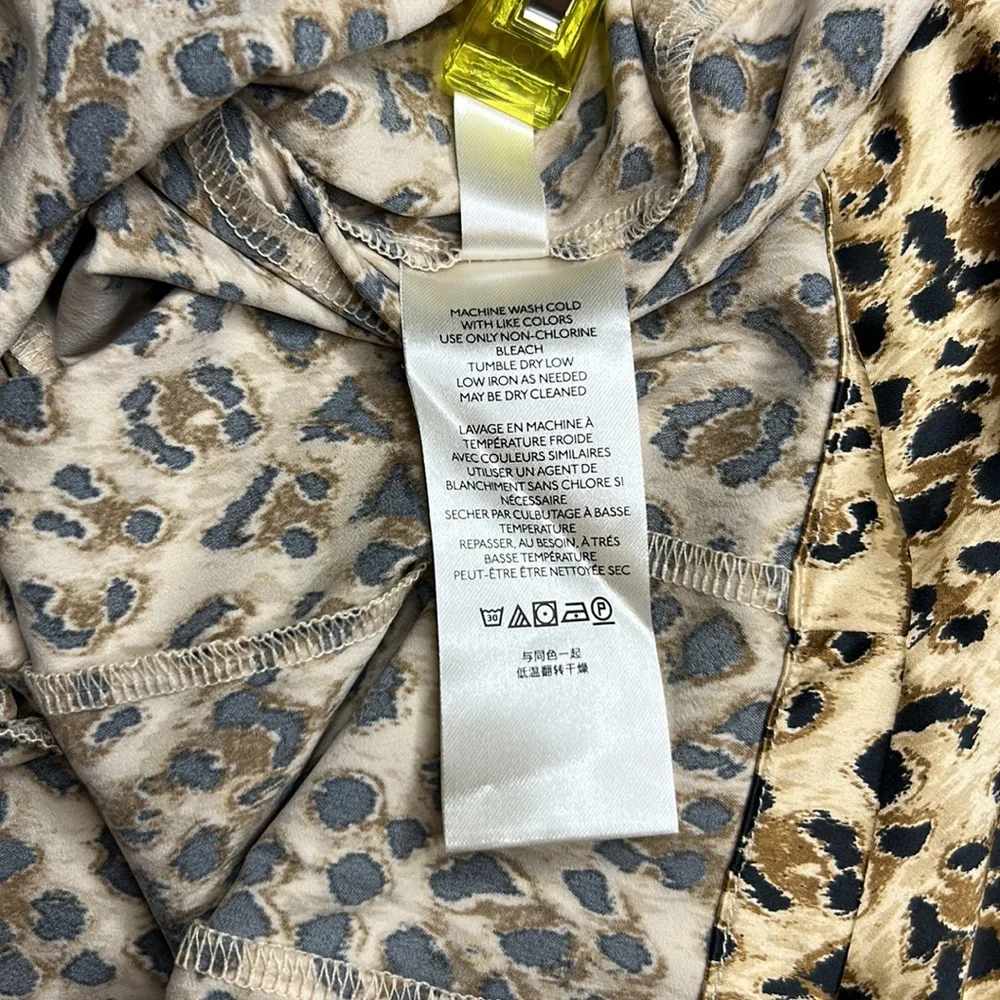 MACHINE WASH COLD
WITH LIKE COLORS
USE ONLY NON-CHLORINE
BLEACH
TUMBLE DRY LOW
LOW IRON AS NEEDED
MAY BE DRY CLEANED
LAVAGE EN MACHINE À
TEMPÉRATURE FROIDE
AVEC COULEURS SIMILAIRES
UTILISER UN AGENT DE
BLANCHIMENT SANS CHLORE SI
NÉCESSAIRE
SECHER PAR CULBUTAGE À BASSE
TEMPERATURE
REPASSER, AU BESOIN, À TRÉS
BASSE TEMPÉRATURE
PEUT-ÊTRE ÊTRE NETTOYÉE SEC
30 P
与同色一起
低温翻转干燥